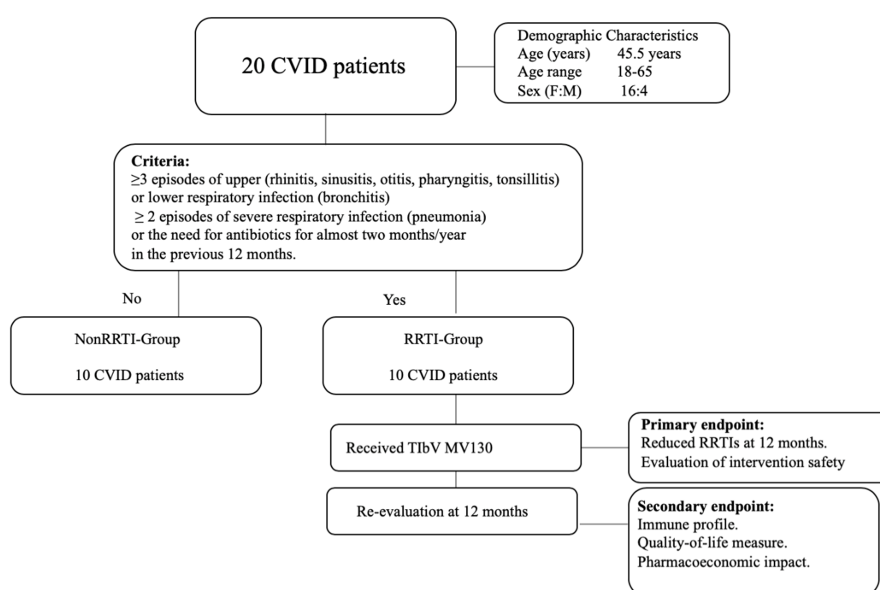 20 CVID patients
Demographic Characteristics
Age (years) 45.5 years
Age range 18-65
Sex (F:M) 16:4
Criteria:
≥3 episodes of upper (rhinitis, sinusitis, otitis, pharyngitis, tonsillitis)
or lower respiratory infection (bronchitis)
≥ 2 episodes of severe respiratory infection (pneumonia)
or the need for antibiotics for almost two months/year
in the previous 12 months.
No
Yes
NonRRTI-Group
10 CVID patients
RRTI-Group
10 CVID patients
Received TIbV MV130
Primary endpoint:
Reduced RRTIs at 12 months.
Evaluation of intervention safety
Re-evaluation at 12 months
Secondary endpoint:
Immune profile.
Quality-of-life measure.
Pharmacoeconomic impact.